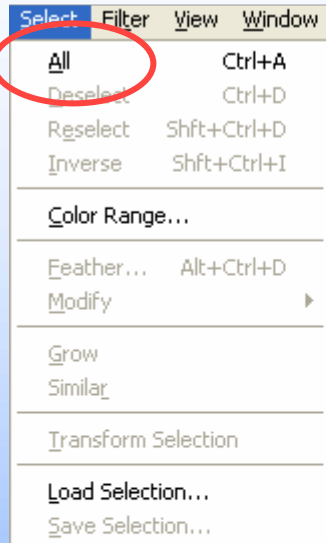 Select Filter View Window
All Ctrl+A
Deselect Ctrl+D
Reselect Shft+Ctrl+D
Inverse Shft+Ctrl+I
Color Range...
Feather... Alt+Ctrl+D
Modify
Grow
Similar
Transform Selection
Load Selection...
Save Selection...